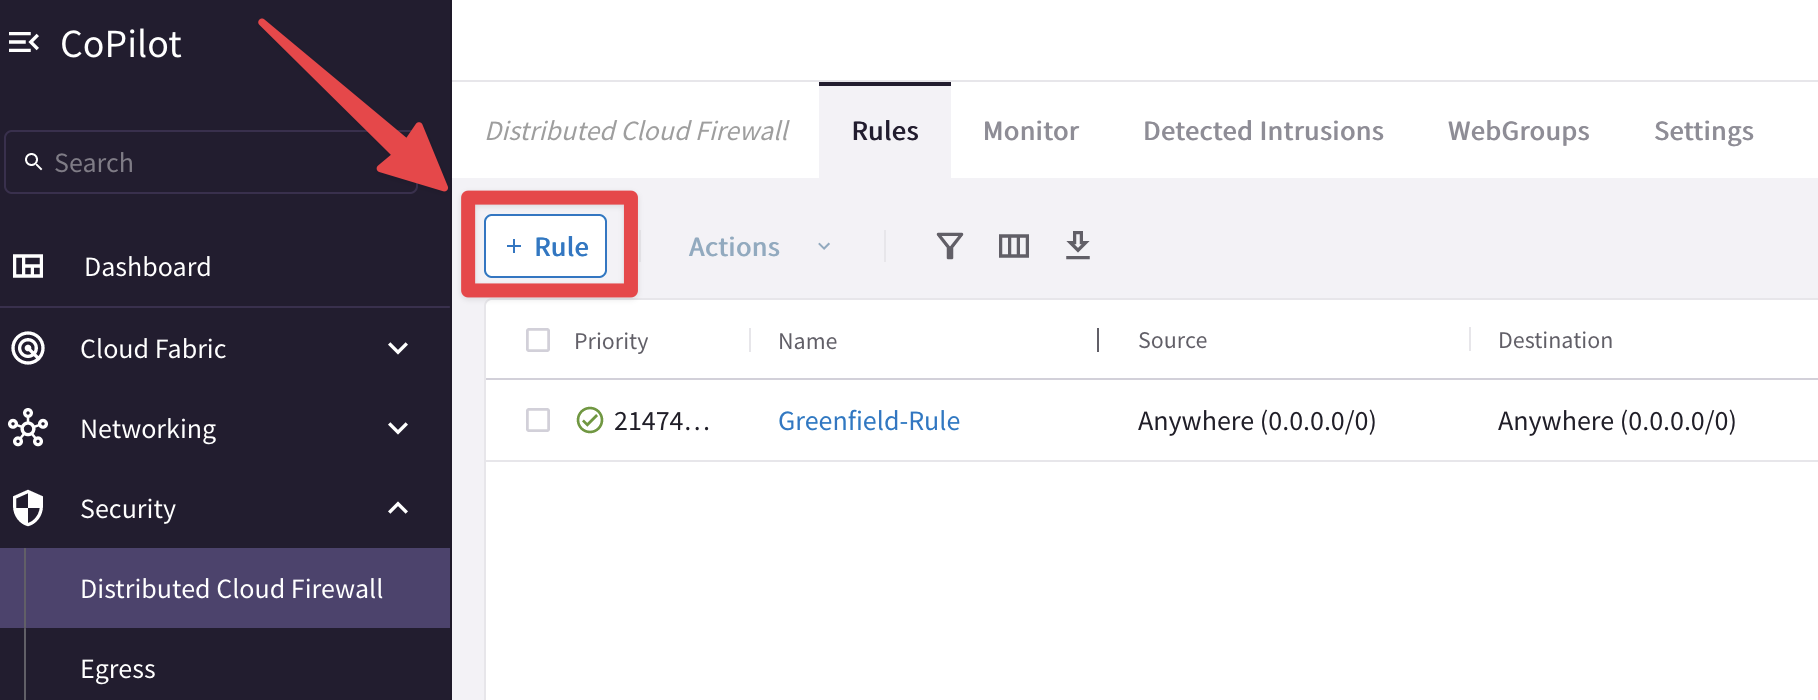 CoPilot
Search
Dashboard
Cloud Fabric
Networking
Security
Distributed Cloud Firewall
Egress
Distributed Cloud Firewall Rules Monitor Detected Intrusions WebGroups Settings
+ Rule Actions
Priority Name Source Destination
21474... Greenfield-Rule Anywhere (0.0.0.0/0) Anywhere (0.0.0.0/0)